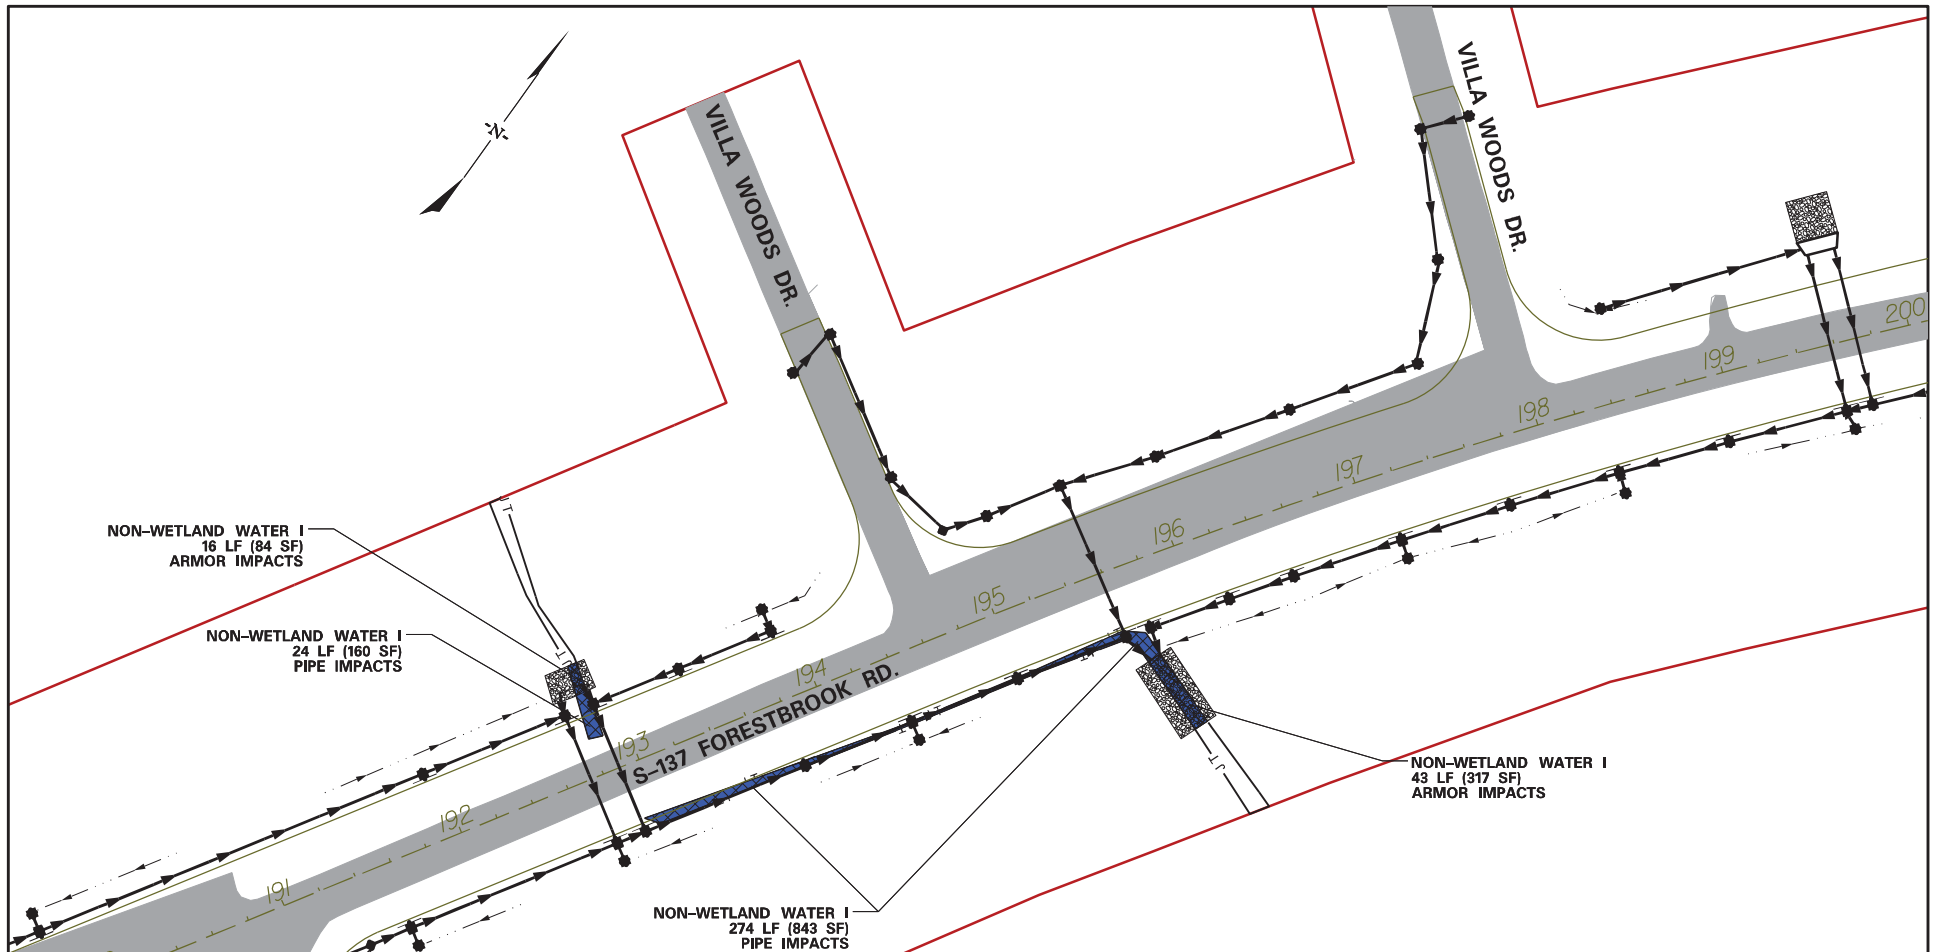 VILLA WOODS DR.
VILLA WOODS DR.
N
200
199
198
197
196
195
194
193
192
191
S-137 FORESTBROOK RD.
NON-WETLAND WATER I
16 LF (84 SF)
ARMOR IMPACTS
NON-WETLAND WATER I
24 LF (160 SF)
PIPE IMPACTS
NON-WETLAND WATER I
43 LF (317 SF)
ARMOR IMPACTS
NON-WETLAND WATER I
274 LF (843 SF)
PIPE IMPACTS